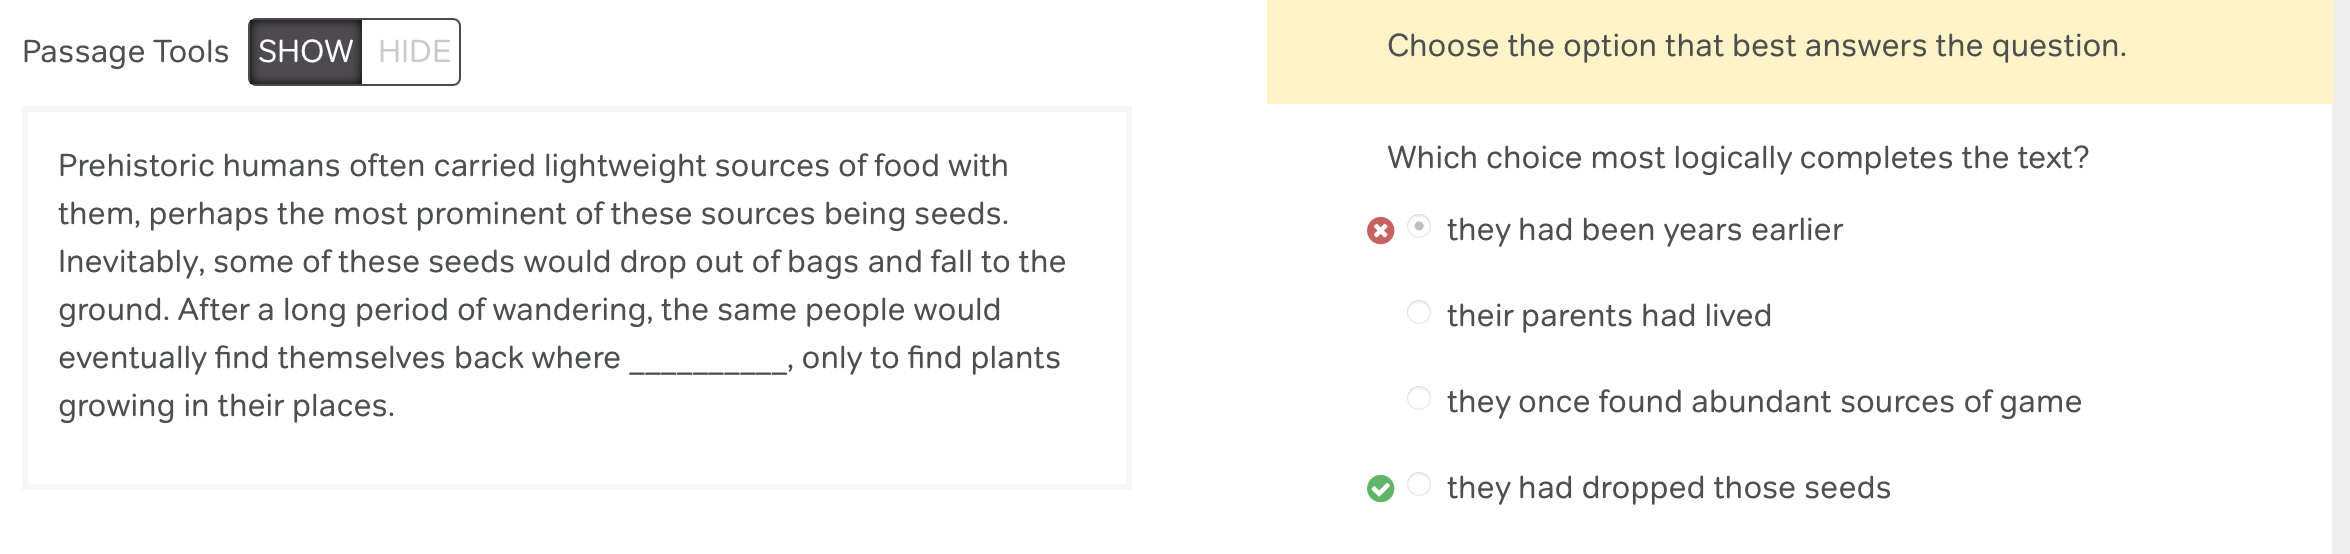 Passage Tools SHOW HIDE
Prehistoric humans often carried lightweight sources of food with
them, perhaps the most prominent of these sources being seeds.
Inevitably, some of these seeds would drop out of bags and fall to the
ground. After a long period of wandering, the same people would
eventually find themselves back where __________, only to find plants
growing in their places.
Choose the option that best answers the question.
Which choice most logically completes the text?
they had been years earlier
their parents had lived
they once found abundant sources of game
they had dropped those seeds